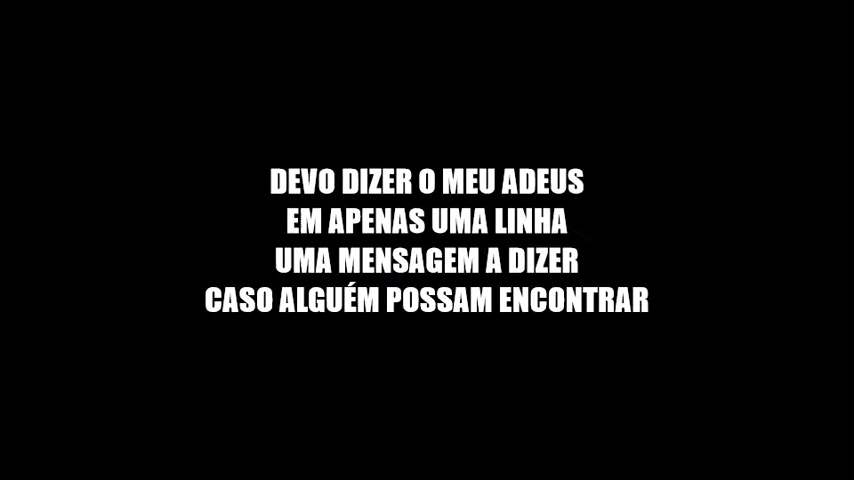 DEVO DIZER O MEU ADEUS
EM APENAS UMA LINHA
UMA MENSAGEM A DIZER
CASO ALGUÉM POSSAM ENCONTRAR